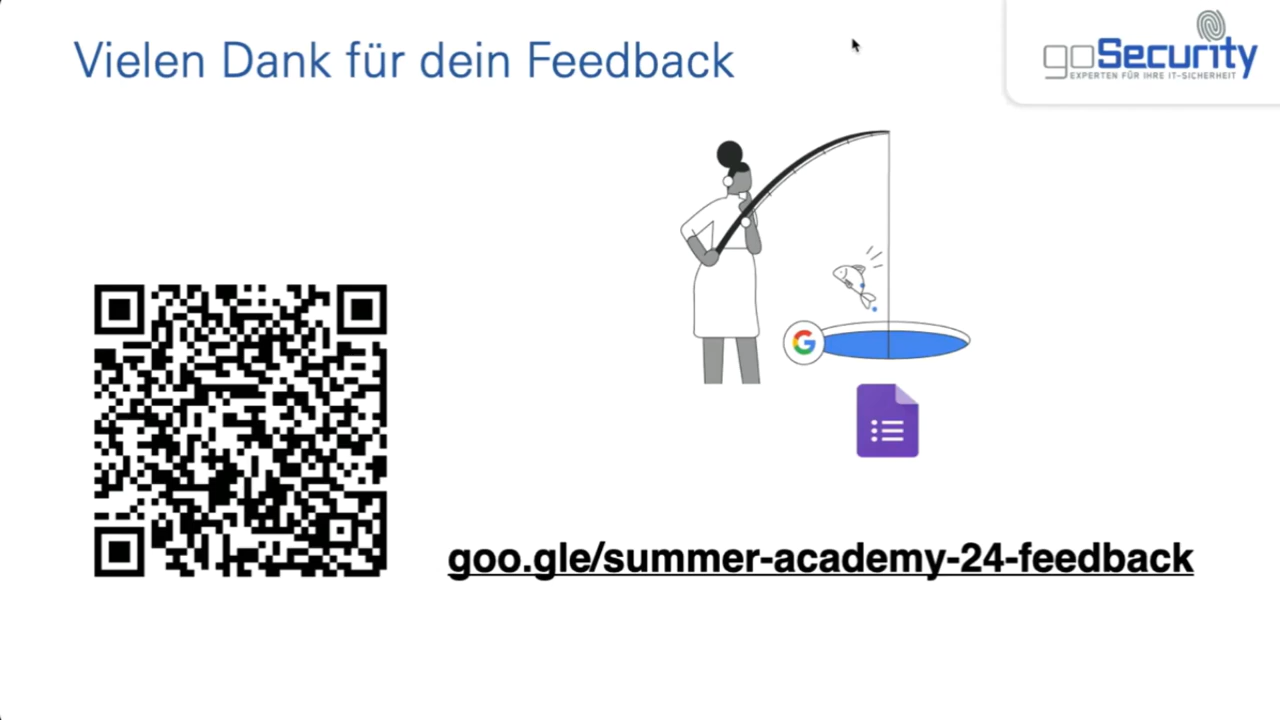 Vielen Dank für dein Feedback
goSecurity
EXPERTEN FÜR IHRE IT-SICHERHEIT
G
goo.gle/summer-academy-24-feedback